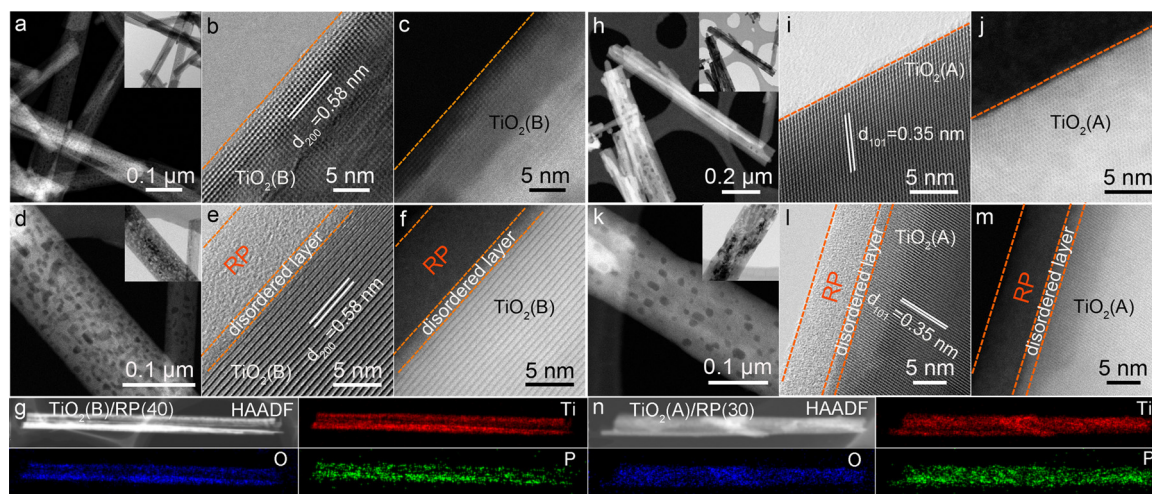 a
0.1 µm
b
d200=0.58 nm
TiO2(B)
5 nm
c
TiO2(B)
5 nm
h
0.2 µm
i
TiO2(A)
d101=0.35 nm
5 nm
j
TiO2(A)
5 nm
d
0.1 µm
e
RP
disordered layer
d200=0.58nm
TiO2(B)
5 nm
f
RP
disordered layer
TiO2(B)
5 nm
k
0.1 µm
l
TiO2(A)
RP
disordered layer
d101=0.35 nm
5 nm
m
RP
disordered layer
TiO2(A)
5 nm
g TiO2(B)/RP(40) HAADF
Ti
O
P
n TiO2(A)/RP(30) HAADF
Ti
O
P